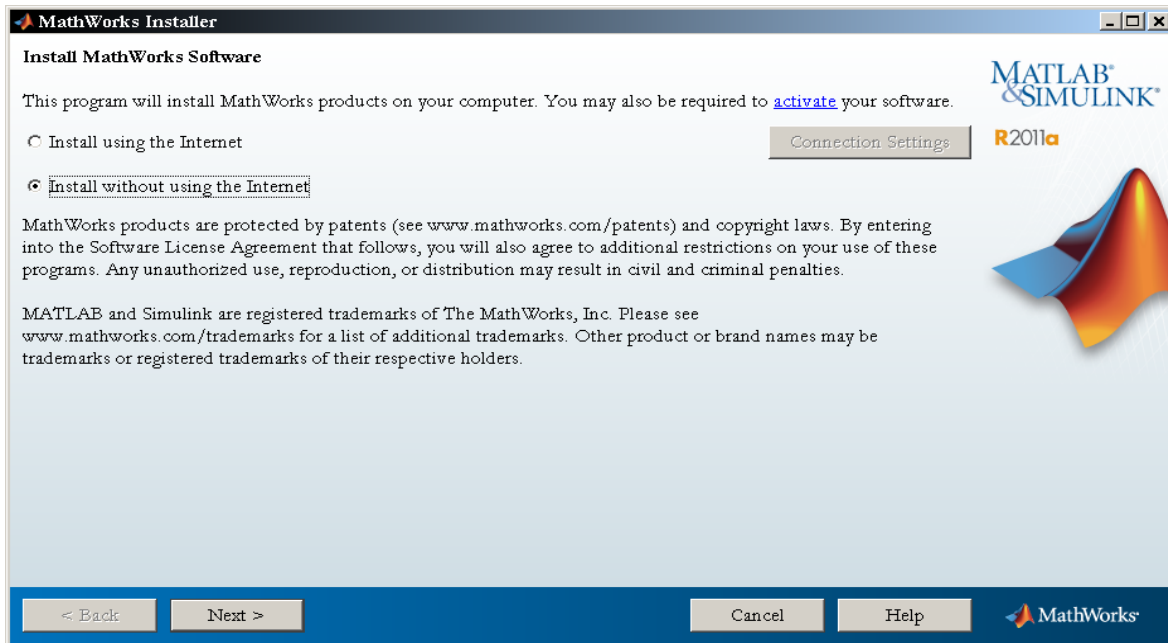 MathWorks Installer
Install MathWorks Software
This program will install MathWorks products on your computer. You may also be required to activate your software.
Install using the Internet
Connection Settings
Install without using the Internet
MathWorks products are protected by patents (see www.mathworks.com/patents) and copyright laws. By entering
into the Software License Agreement that follows, you will also agree to additional restrictions on your use of these
programs. Any unauthorized use, reproduction, or distribution may result in civil and criminal penalties.
MATLAB and Simulink are registered trademarks of The MathWorks, Inc. Please see
www.mathworks.com/trademarks for a list of additional trademarks. Other product or brand names may be
trademarks or registered trademarks of their respective holders.
MATLAB®
&SIMULINK®
R2011a
< Back
Next >
Cancel
Help
MathWorks®